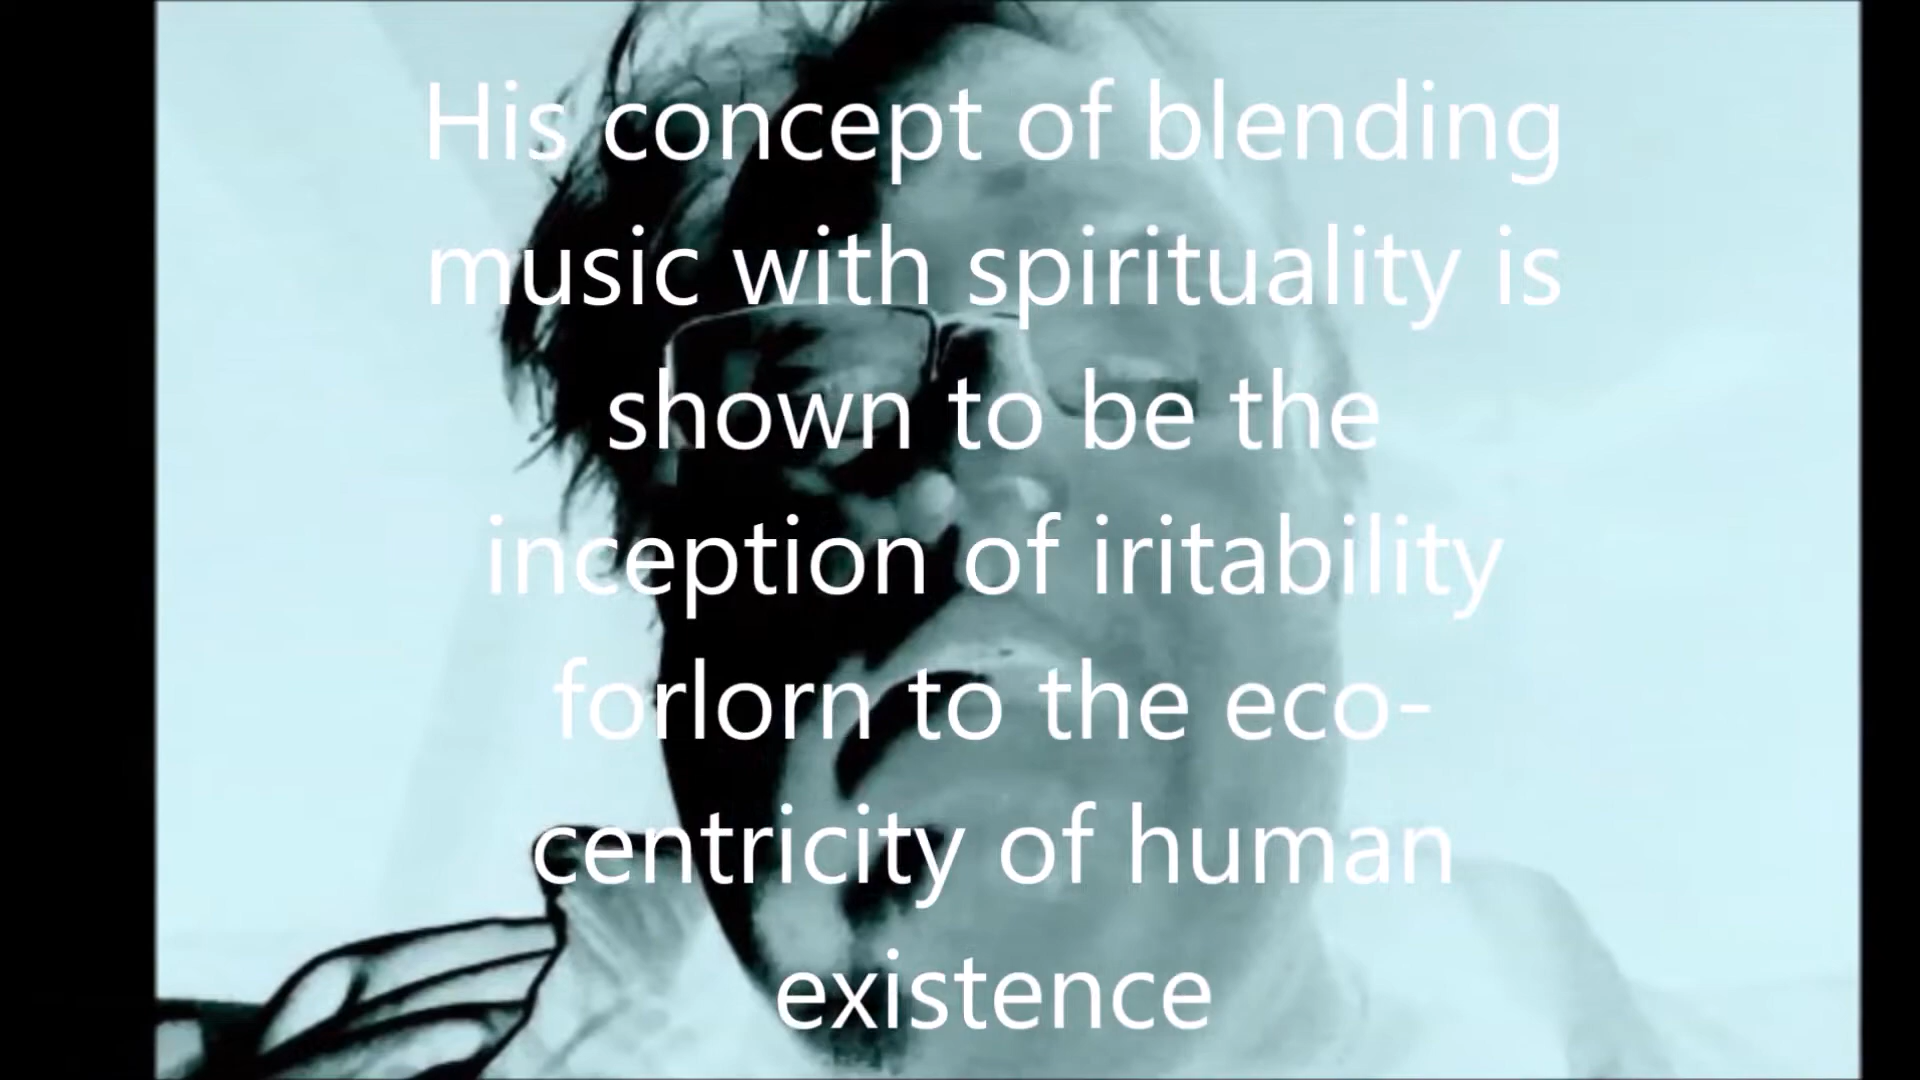 His concept of blending
music with spirituality is
shown to be the
inception of iritability
forlorn to the eco-
centricity of human
existence